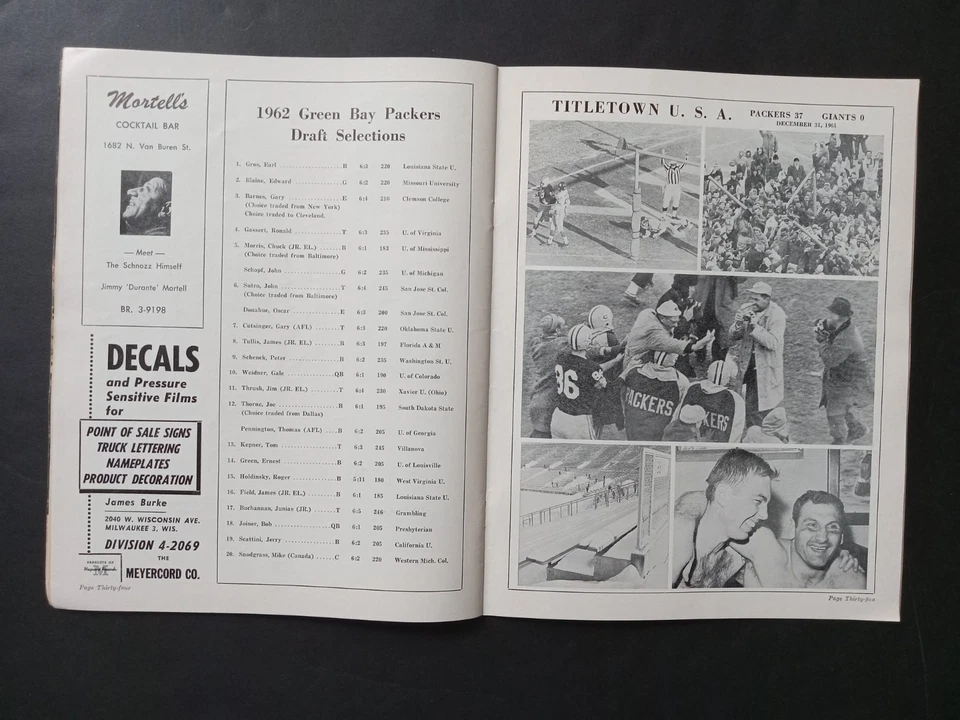 Mortell's
COCKTAIL BAR
1682 N. Van Buren St.
— Meet —
The Schnozz Himself
Jimmy 'Durante' Mortell
BR. 3-9198
DECALS
and Pressure
Sensitive Films
for
POINT OF SALE SIGNS
TRUCK LETTERING
NAMEPLATES
PRODUCT DECORATION
James Burke
2040 W. WISCONSIN AVE.
MILWAUKEE 3, WIS.
DIVISION 4-2069
THE
MEYERCORD CO.
Page Thirty-four
1962 Green Bay Packers
Draft Selections
1. Gros, Earl ................B 6:3 220 Louisiana State U.
2. Blaine, Edward ...............G 6:2 220 Missouri University
3. Barnes, Gary ................E 6:4 210 Clemson College
(Choice traded from New York)
Choice traded to Cleveland.
4. Gassert, Ronald ..............T 6:3 235 U. of Virginia
5. Morris, Chuck (JR. EL.) .......B 6:1 183 U. of Mississippi
(Choice traded from Baltimore)
Schopf, John ................G 6:2 235 U. of Michigan
6. Sutro, John .................T 6:4 245 San Jose St. Col.
(Choice traded from Baltimore)
Donahue, Oscar ..............E 6:3 200 San Jose St. Col.
7. Cutsinger, Gary (AFL) .........T 6:3 220 Oklahoma State U.
8. Tullis, James (JR. EL.) ........B 6:3 197 Florida A & M
9. Schenck, Peter ...............B 6:2 235 Washington St. U.
10. Weidner, Gale ..............QB 6:1 190 U. of Colorado
11. Thrush, Jim (JR. EL.) .........T 6:4 230 Xavier U. (Ohio)
12. Thorne, Joe .................B 6:1 195 South Dakota State
(Choice traded from Dallas)
Pennington, Thomas (AFL) ....B 6:2 205 U. of Georgia
13. Kepner, Tom ................T 6:3 245 Villanova
14. Green, Ernest ................B 6:2 205 U. of Louisville
15. Holdinsky, Roger .............B 5:11 180 West Virginia U.
16. Field, James (JR. EL.) ........B 6:1 185 Louisiana State U.
17. Buchannan, Junius (JR.) .......T 6:5 246 Grambling
18. Joiner, Bob .................QB 6:1 205 Presbyterian
19. Scattini, Jerry ................B 6:2 205 California U.
20. Snodgrass, Mike (Canada) .....C 6:2 220 Western Mich. Col.
TITLETOWN U. S. A. PACKERS 37 GIANTS 0
DECEMBER 31, 1961
86
PACKERS
KERS
Page Thirty-five